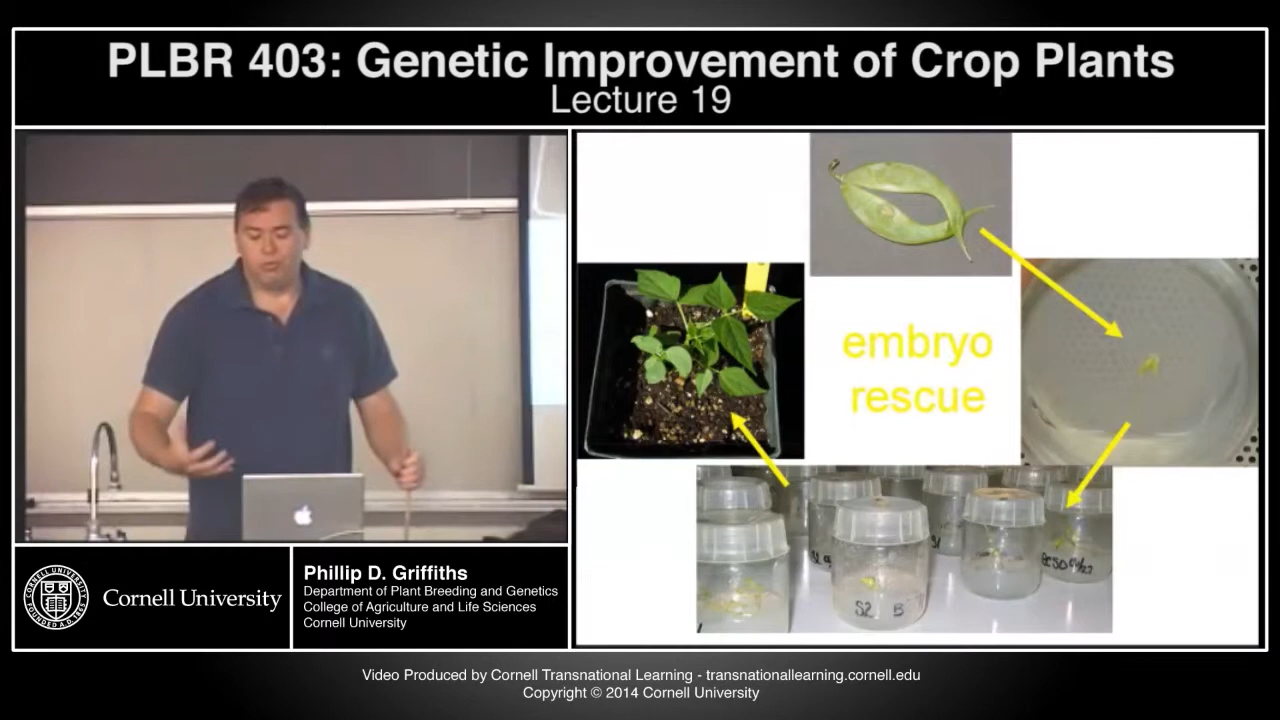 PLBR 403: Genetic Improvement of Crop Plants
Lecture 19
embryo
rescue
S2 B
Cornell University
Phillip D. Griffiths
Department of Plant Breeding and Genetics
College of Agriculture and Life Sciences
Cornell University
Video Produced by Cornell Transnational Learning - transnationallearning.cornell.edu
Copyright © 2014 Cornell University